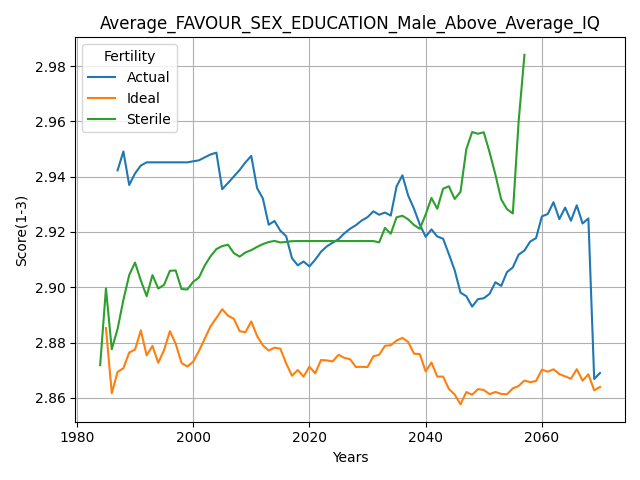 Average_FAVOUR_SEX_EDUCATION_Male_Above_Average_IQ
Fertility
Actual
Ideal
Sterile
Score(1-3)
2.98
2.96
2.94
2.92
2.90
2.88
2.86
1980
2000
2020
2040
2060
Years